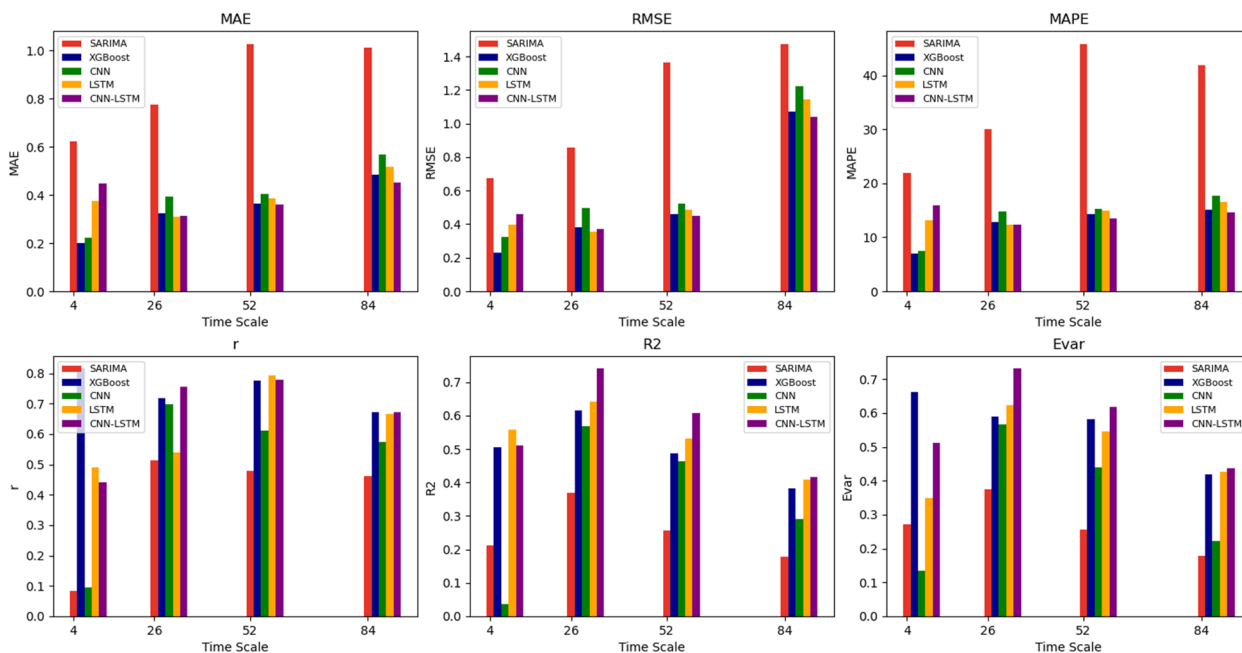 MAE
MAE
1.0
0.8
0.6
0.4
0.2
0.0
SARIMA
XGBoost
CNN
LSTM
CNN-LSTM
4 26 52 84
Time Scale
RMSE
RMSE
1.4
1.2
1.0
0.8
0.6
0.4
0.2
0.0
SARIMA
XGBoost
CNN
LSTM
CNN-LSTM
4 26 52 84
Time Scale
MAPE
MAPE
40
30
20
10
0
SARIMA
XGBoost
CNN
LSTM
CNN-LSTM
4 26 52 84
Time Scale
r
r
0.8
0.7
0.6
0.5
0.4
0.3
0.2
0.1
0.0
SARIMA
XGBoost
CNN
LSTM
CNN-LSTM
4 26 52 84
Time Scale
R2
R2
0.7
0.6
0.5
0.4
0.3
0.2
0.1
0.0
SARIMA
XGBoost
CNN
LSTM
CNN-LSTM
4 26 52 84
Time Scale
Evar
Evar
0.7
0.6
0.5
0.4
0.3
0.2
0.1
0.0
SARIMA
XGBoost
CNN
LSTM
CNN-LSTM
4 26 52 84
Time Scale